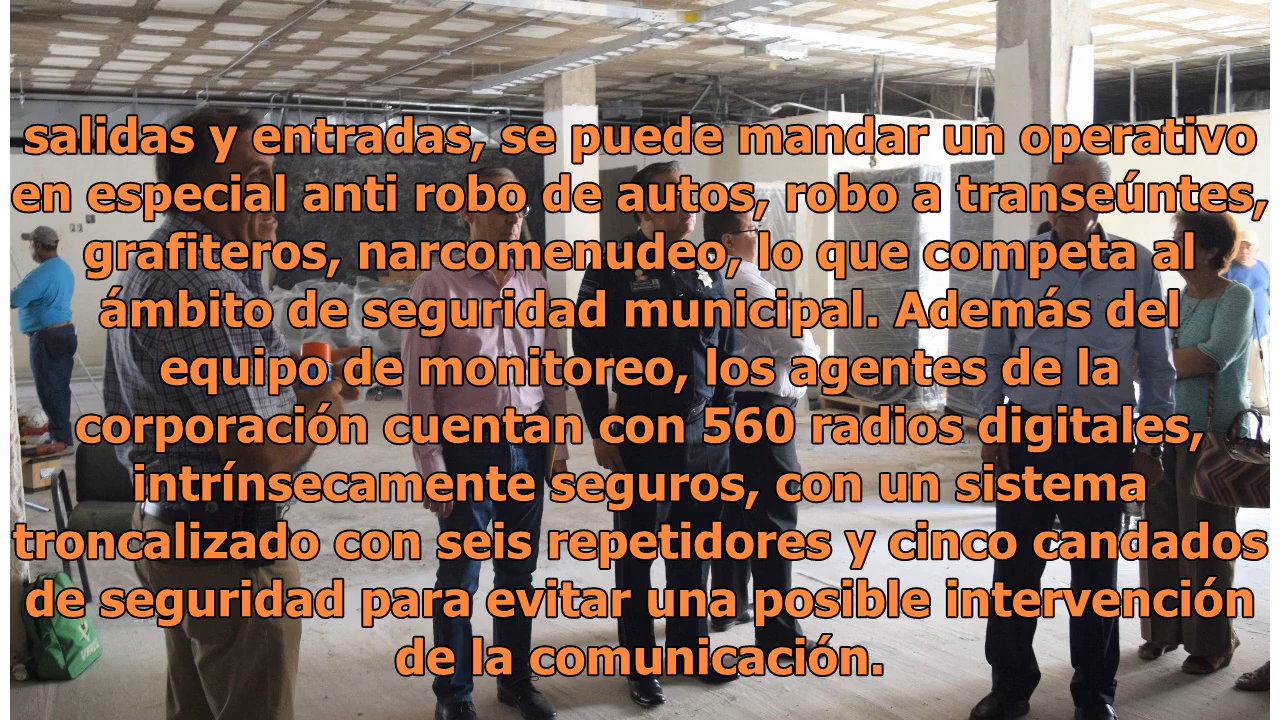 salidas y entradas, se puede mandar un operativo
en especial anti robo de autos, robo a transeúntes,
grafiteros, narcomenudeo, lo que competa al
ámbito de seguridad municipal. Además del
equipo de monitoreo, los agentes de la
corporación cuentan con 560 radios digitales,
intrínsecamente seguros, con un sistema
troncalizado con seis repetidores y cinco candados
de seguridad para evitar una posible intervención
de la comunicación.